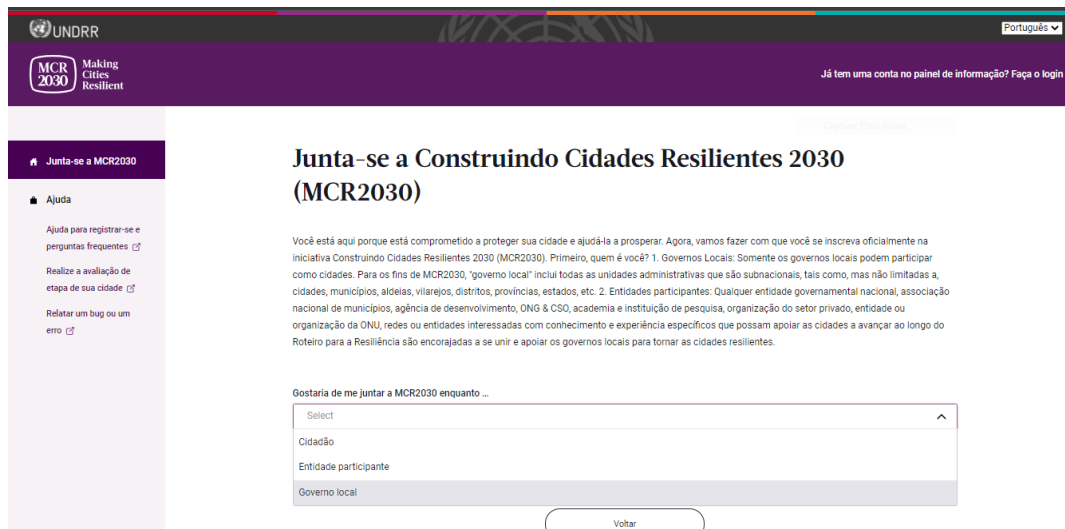 UNDRR
Português
MCR
2030
Making
Cities
Resilient
Já tem uma conta no painel de informação? Faça o login
Junta-se a MCR2030
Ajuda
Ajuda para registrar-se e
perguntas frequentes
Realize a avaliação de
etapa de sua cidade
Relatar um bug ou um
erro
Junta-se a Construindo Cidades Resilientes 2030
(MCR2030)
Você está aqui porque está comprometido a proteger sua cidade e ajudá-la a prosperar. Agora, vamos fazer com que você se inscreva oficialmente na
iniciativa Construindo Cidades Resilientes 2030 (MCR2030). Primeiro, quem é você? 1. Governos Locais: Somente os governos locais podem participar
como cidades. Para os fins de MCR2030, "governo local" inclui todas as unidades administrativas que são subnacionais, tais como, mas não limitadas a,
cidades, municípios, aldeias, vilarejos, distritos, províncias, estados, etc. 2. Entidades participantes: Qualquer entidade governamental nacional, associação
nacional de municípios, agência de desenvolvimento, ONG & CSO, academia e instituição de pesquisa, organização do setor privado, entidade ou
organização da ONU, redes ou entidades interessadas com conhecimento e experiência específicos que possam apoiar as cidades a avançar ao longo do
Roteiro para a Resiliência são encorajadas a se unir e apoiar os governos locais para tornar as cidades resilientes.
Gostaria de me juntar a MCR2030 enquanto ...
Select
Cidadão
Entidade participante
Governo local
Voltar